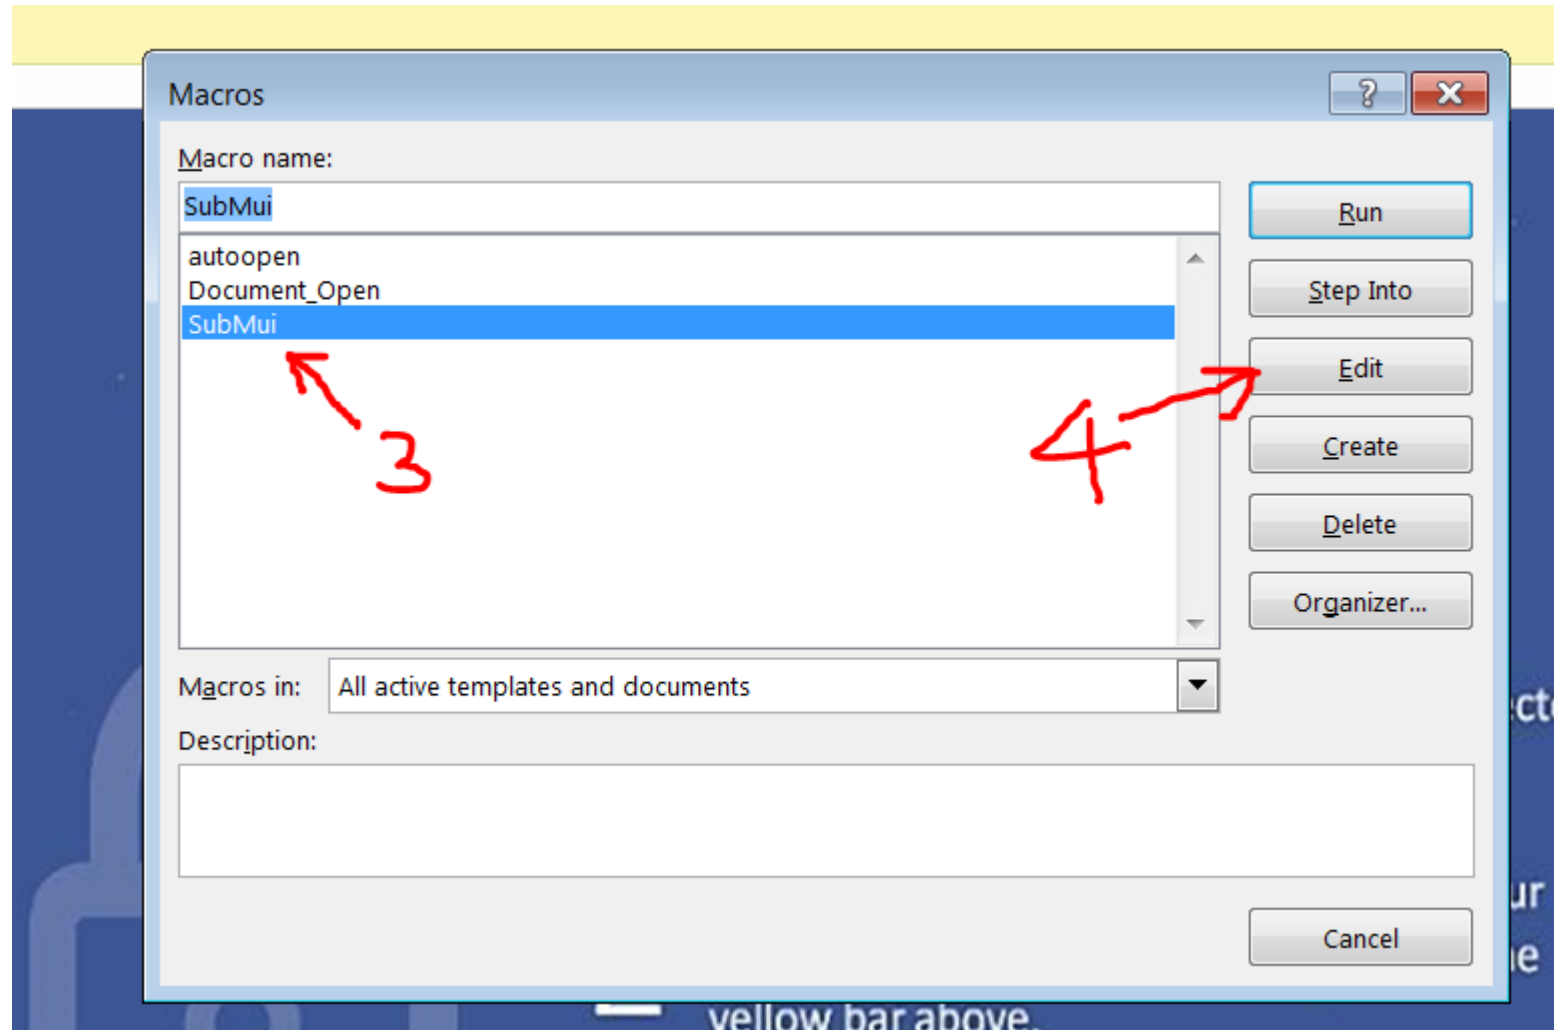 Macros
?
Macro name:
SubMui
Run
autoopen
Document_Open
Step Into
SubMui
Edit
3
4
Create
Delete
Organizer...
Macros in: All active templates and documents
Description:
Cancel
yellow bar above.